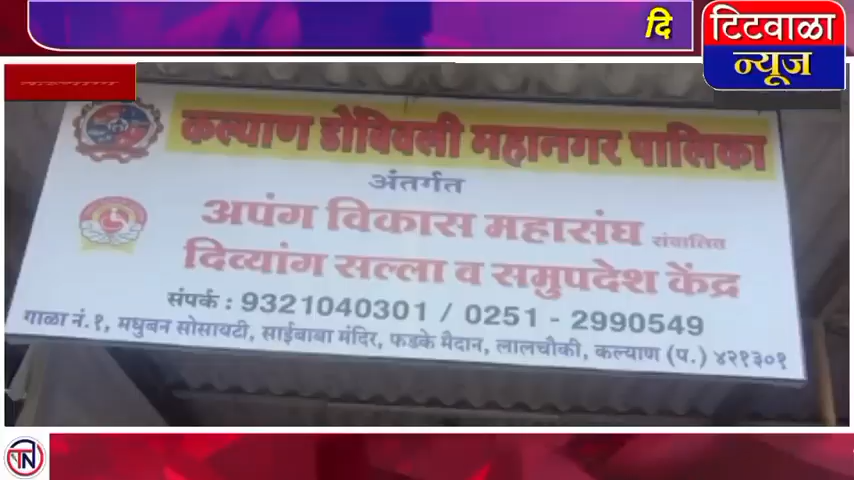 दि
टिटवाळा
न्यूज
कल्याण डोंबिवली महानगर पालिका
अंतर्गत
अपंग विकास महासंघ संचालित
दिव्यांग सल्ला व समुपदेश केंद्र
संपर्क : 9321040301 / 0251 - 2990549
गाळा नं. १, मधुबन सोसायटी, साईबाबा मंदिर, फडके मैदान, लालचौकी, कल्याण (प.) ४२१३०१
TN